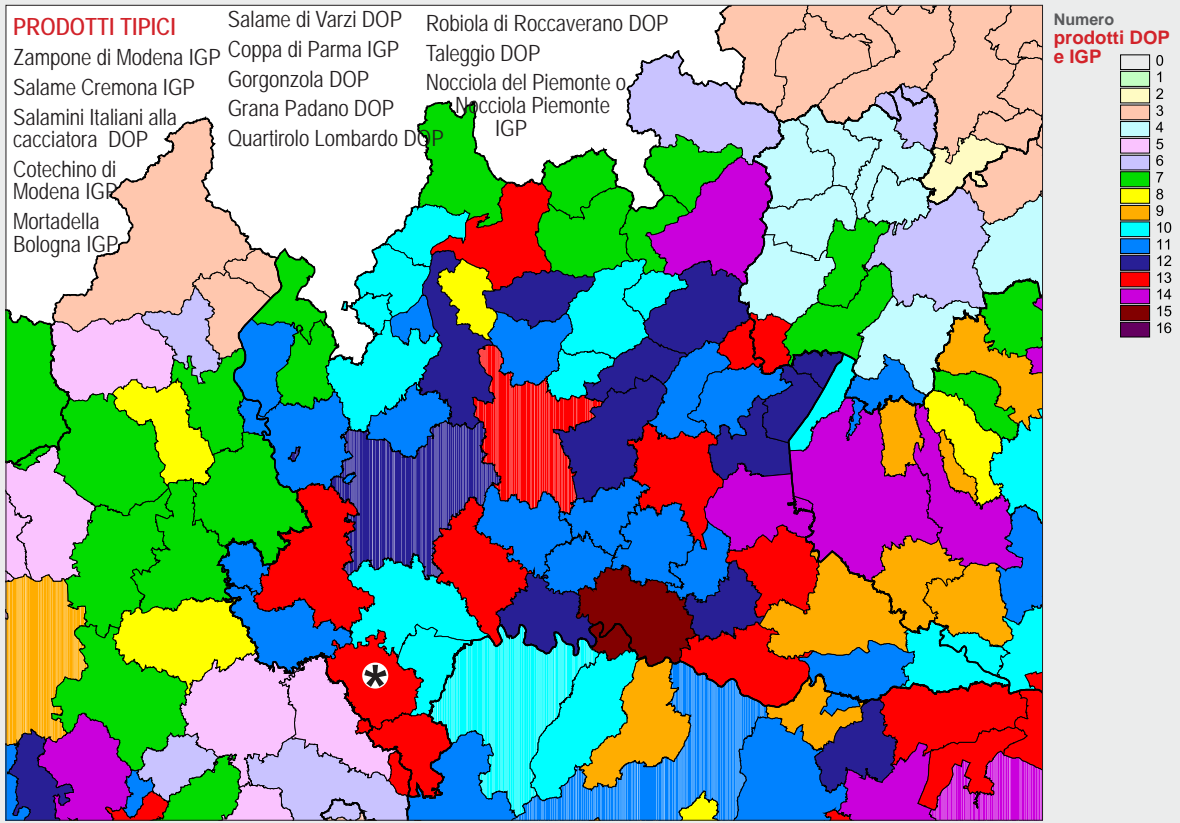 PRODOTTI TIPICI
Zampone di Modena IGP
Salame Cremona IGP
Salamini Italiani alla
cacciatora DOP
Cotechino di
Modena IGP
Mortadella
Bologna IGP
Salame di Varzi DOP
Coppa di Parma IGP
Gorgonzola DOP
Grana Padano DOP
Quartirolo Lombardo DOP
Robiola di Roccaverano DOP
Taleggio DOP
Nocciola del Piemonte o
Nocciola Piemonte
IGP
Numero
prodotti DOP
e IGP
0
1
2
3
4
5
6
7
8
9
10
11
12
13
14
15
16
*